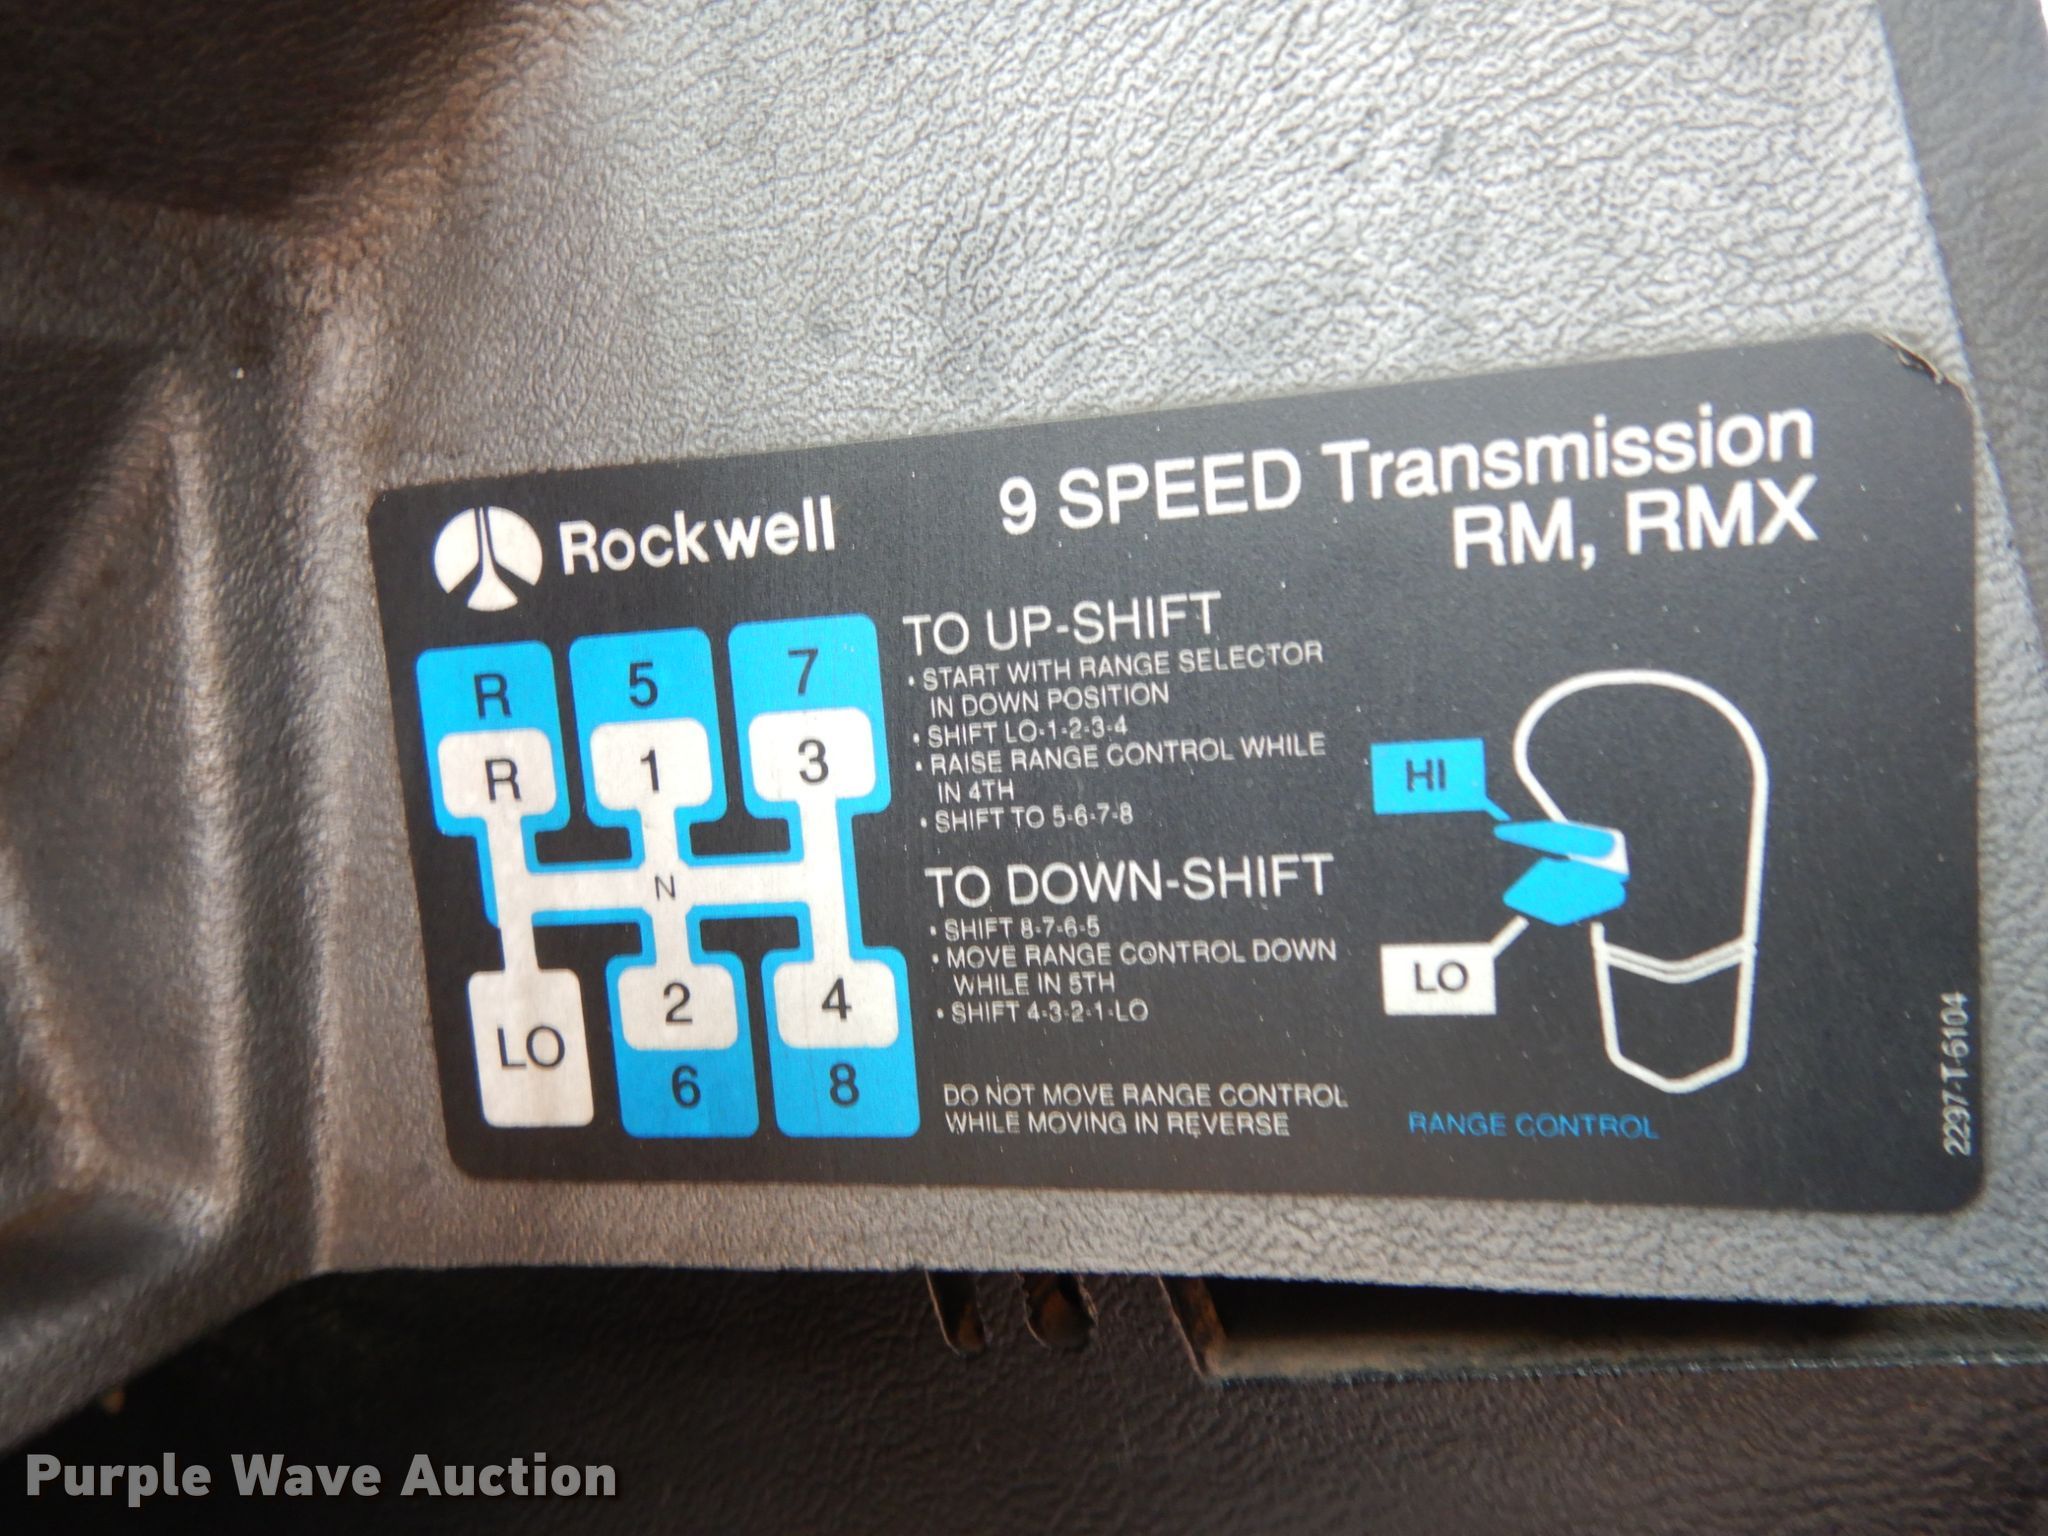 Rockwell
9 SPEED Transmission
RM, RMX
R 5 7
R 1 3
N
2 4
LO
6 8
TO UP-SHIFT
• START WITH RANGE SELECTOR
IN DOWN POSITION
• SHIFT LO-1-2-3-4
• RAISE RANGE CONTROL WHILE
IN 4TH
• SHIFT TO 5-6-7-8
TO DOWN-SHIFT
• SHIFT 8-7-6-5
• MOVE RANGE CONTROL DOWN
WHILE IN 5TH
• SHIFT 4-3-2-1-LO
DO NOT MOVE RANGE CONTROL
WHILE MOVING IN REVERSE
HI
LO
RANGE CONTROL
2297-T-6104
Purple Wave Auction